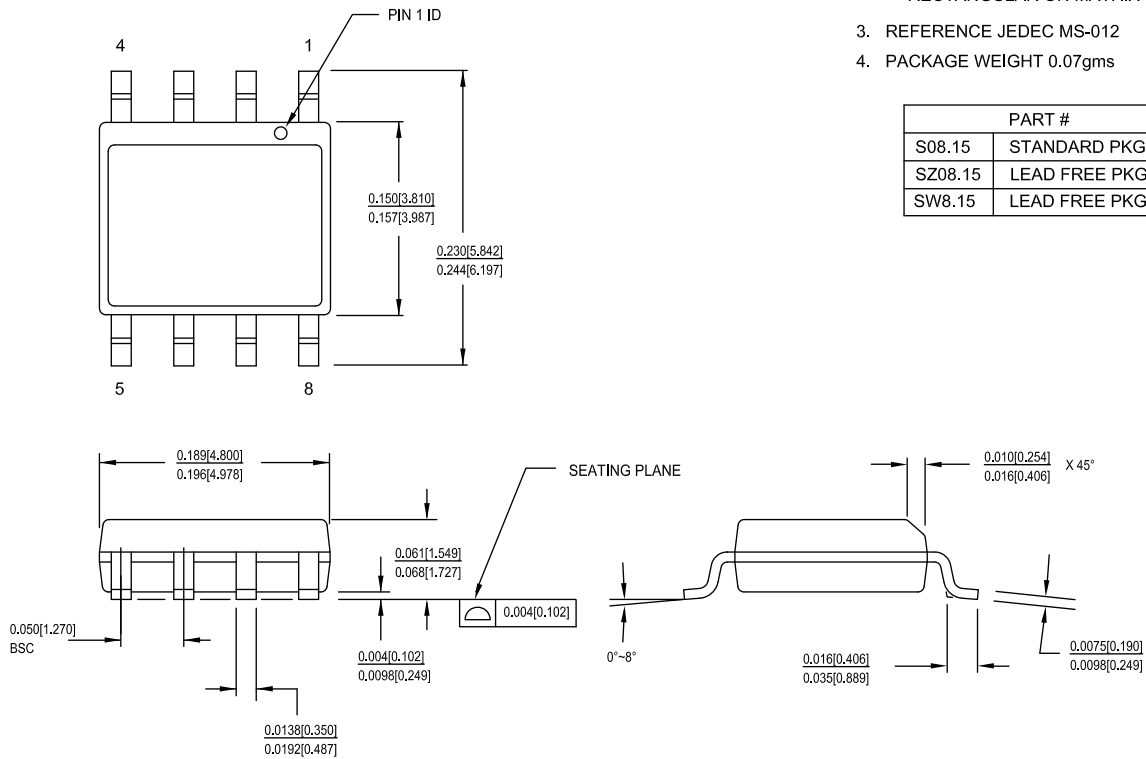 PIN 1 ID
3. REFERENCE JEDEC MS-012
4. PACKAGE WEIGHT 0.07gms
4
1
PART #
S08.15 STANDARD PKG
SZ08.15 LEAD FREE PKG
SW8.15 LEAD FREE PKG
0.150[3.810]
0.157[3.987]
0.230[5.842]
0.244[6.197]
5
8
0.189[4.800]
0.196[4.978]
SEATING PLANE
0.010[0.254]
0.016[0.406]
X 45°
0.061[1.549]
0.068[1.727]
0.004[0.102]
0.050[1.270]
BSC
0.004[0.102]
0.0098[0.249]
0°~8°
0.016[0.406]
0.035[0.889]
0.0075[0.190]
0.0098[0.249]
0.0138[0.350]
0.0192[0.487]